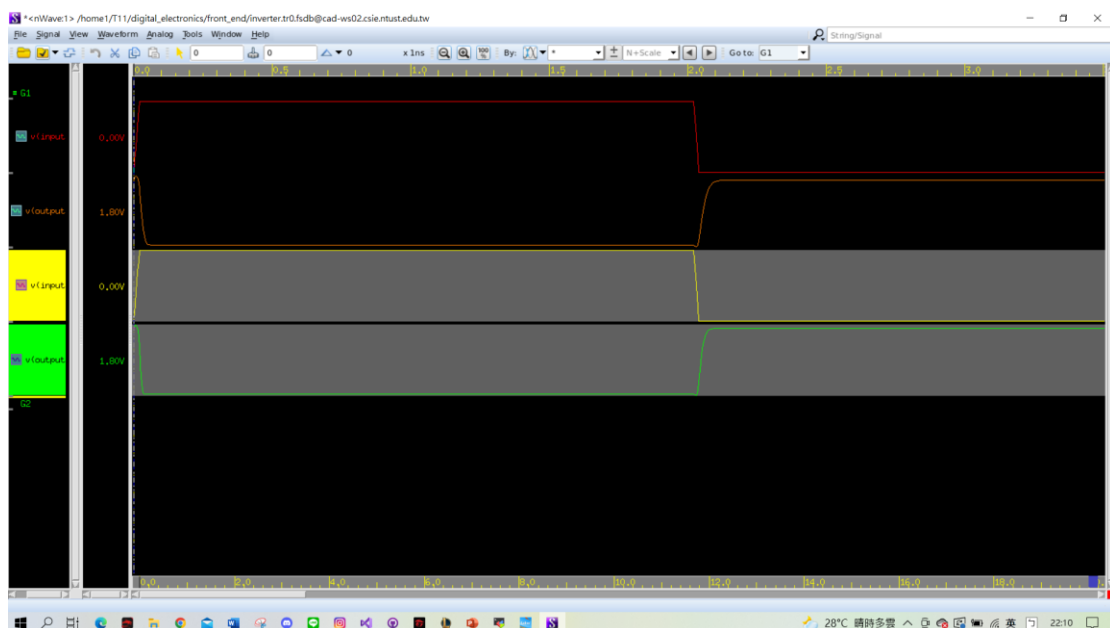 *<nWave:1> /home1/T11/digital_electronics/front_end/inverter.tr0.fsdb@cad-ws02.csie.ntust.edu.tw
File Signal View Waveform Analog Tools Window Help
String/Signal
0 0 0 x 1ns 100 By: * N+Scale Go to: G1
0.0 0.5 1.0 1.5 2.0 2.5 3.0
G1
v(input 0.00V
v(output 1.80V
v(input 0.00V
v(output 1.80V
G2
0.0 2.0 4.0 6.0 8.0 10.0 12.0 14.0 16.0 18.0
28°C 晴時多雲 英 22:10